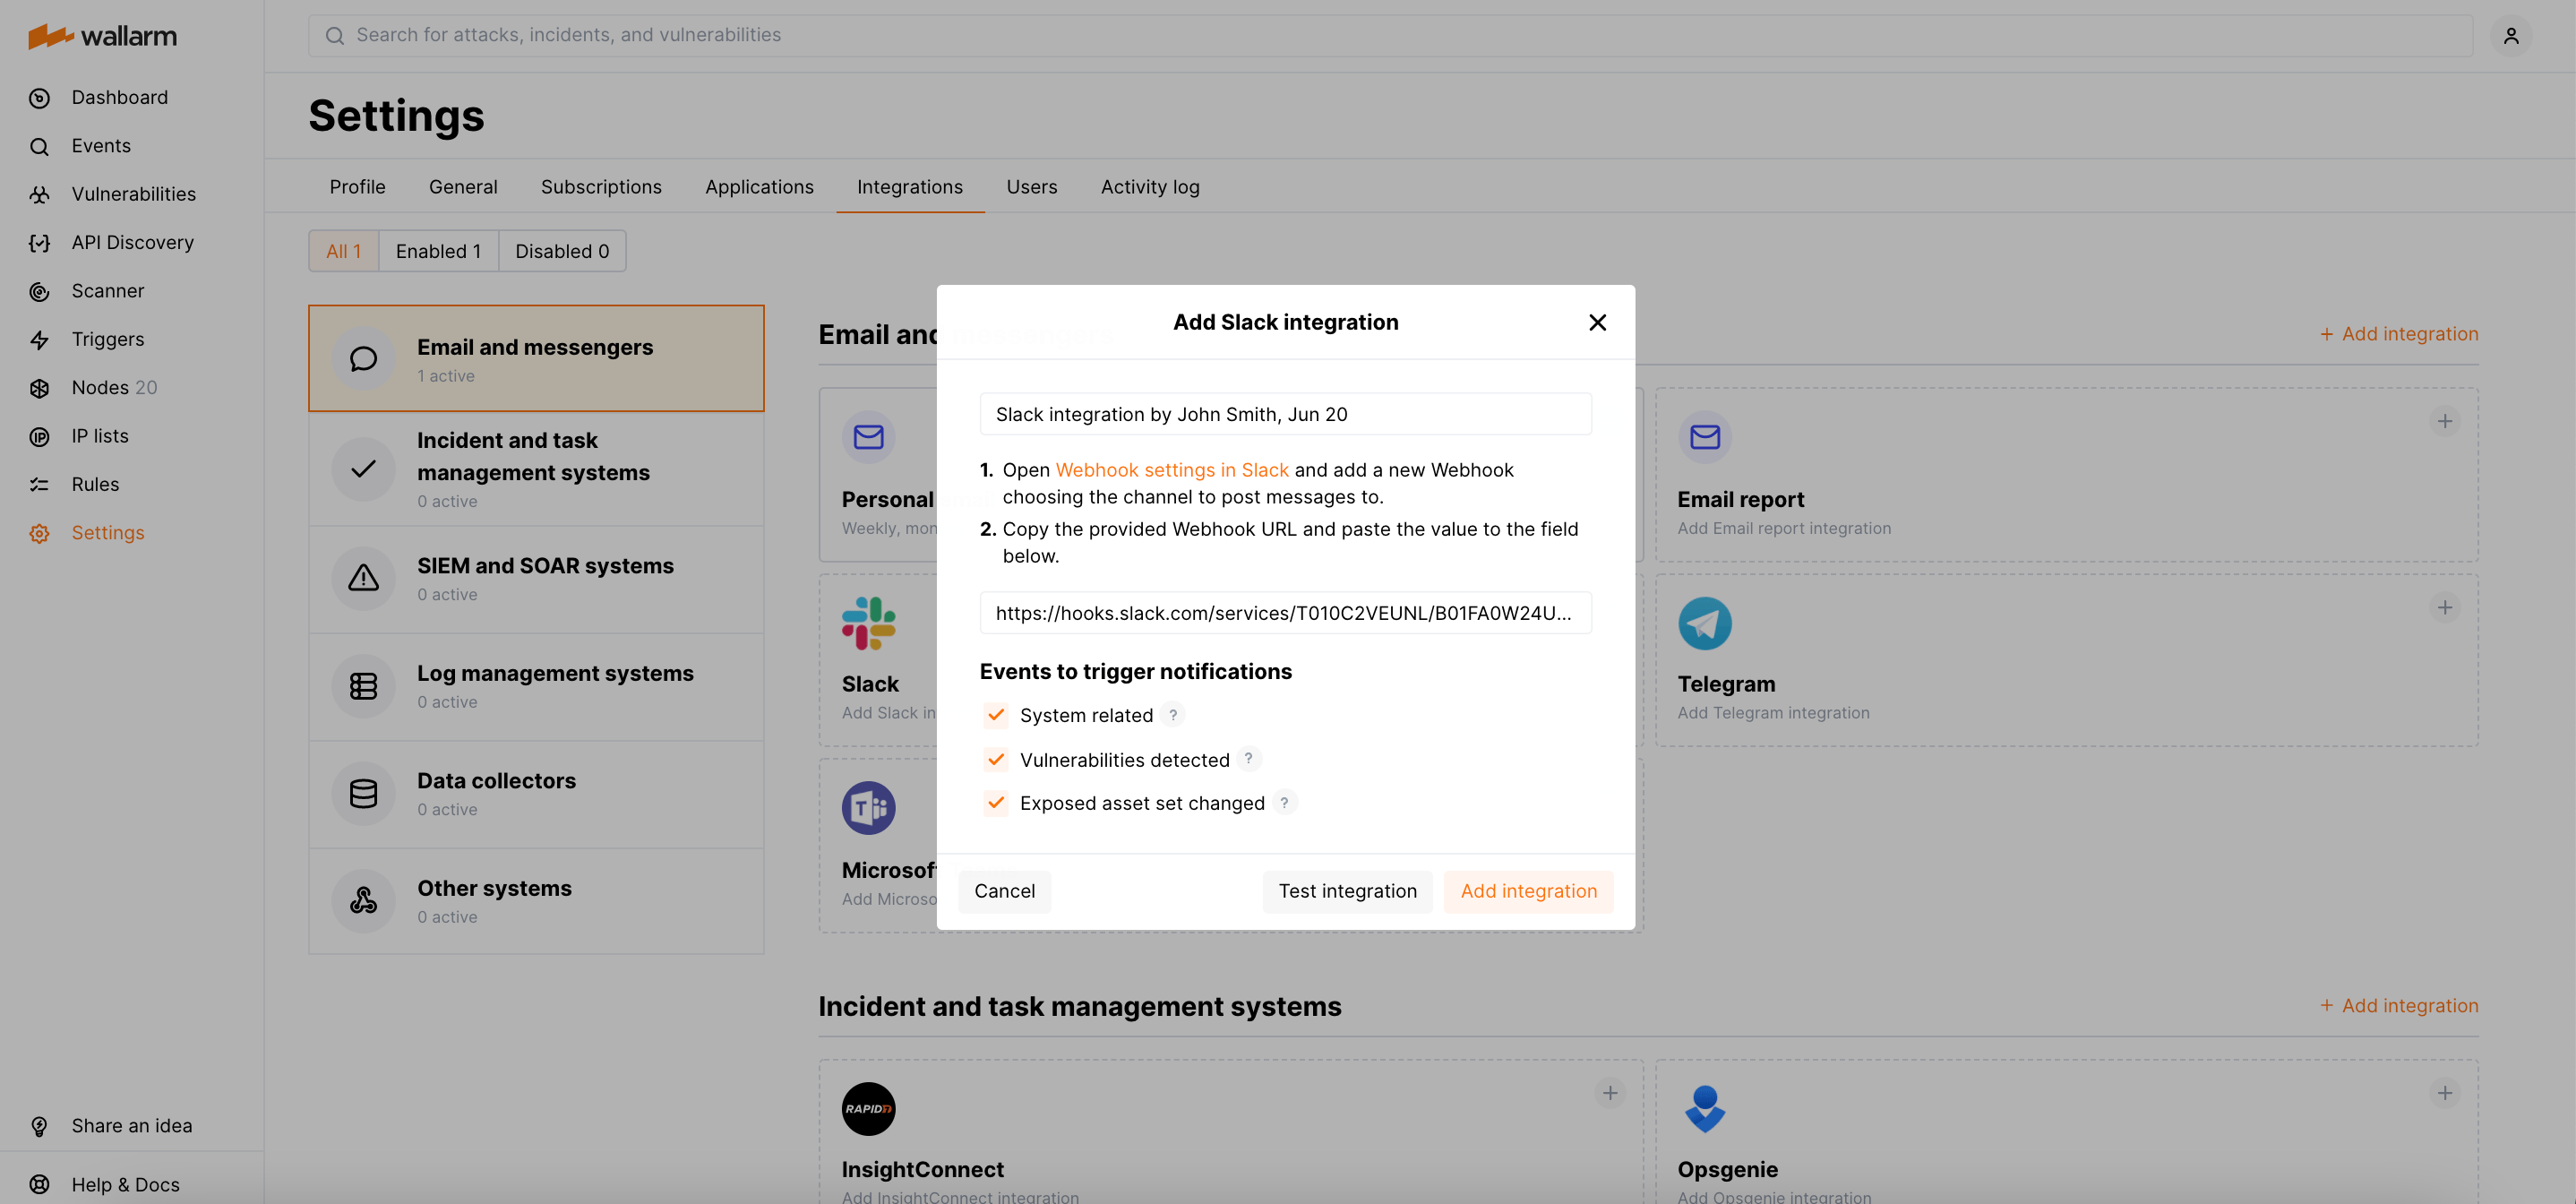 wallarm
Search for attacks, incidents, and vulnerabilities
Dashboard
Events
Vulnerabilities
API Discovery
Scanner
Triggers
Nodes 20
IP lists
Rules
Settings
Share an idea
Help & Docs
Settings
Profile
General
Subscriptions
Applications
Integrations
Users
Activity log
All 1
Enabled 1
Disabled 0
Email and messengers
1 active
Incident and task
management systems
0 active
SIEM and SOAR systems
0 active
Log management systems
0 active
Data collectors
0 active
Other systems
0 active
Email and
+ Add integration
Personal
Weekly, mon
Email report
Add Email report integration
Slack
Add Slack in
Telegram
Add Telegram integration
Microsof
Add Microso
Add Slack integration
Slack integration by John Smith, Jun 20
1. Open Webhook settings in Slack and add a new Webhook
choosing the channel to post messages to.
2. Copy the provided Webhook URL and paste the value to the field
below.
https://hooks.slack.com/services/T010C2VEUNL/B01FA0W24U...
Events to trigger notifications
System related ?
Vulnerabilities detected ?
Exposed asset set changed ?
Cancel
Test integration
Add integration
Incident and task management systems
+ Add integration
RAPID7
InsightConnect
Add InsightConnect integration
Opsgenie
Add Opsgenie integration